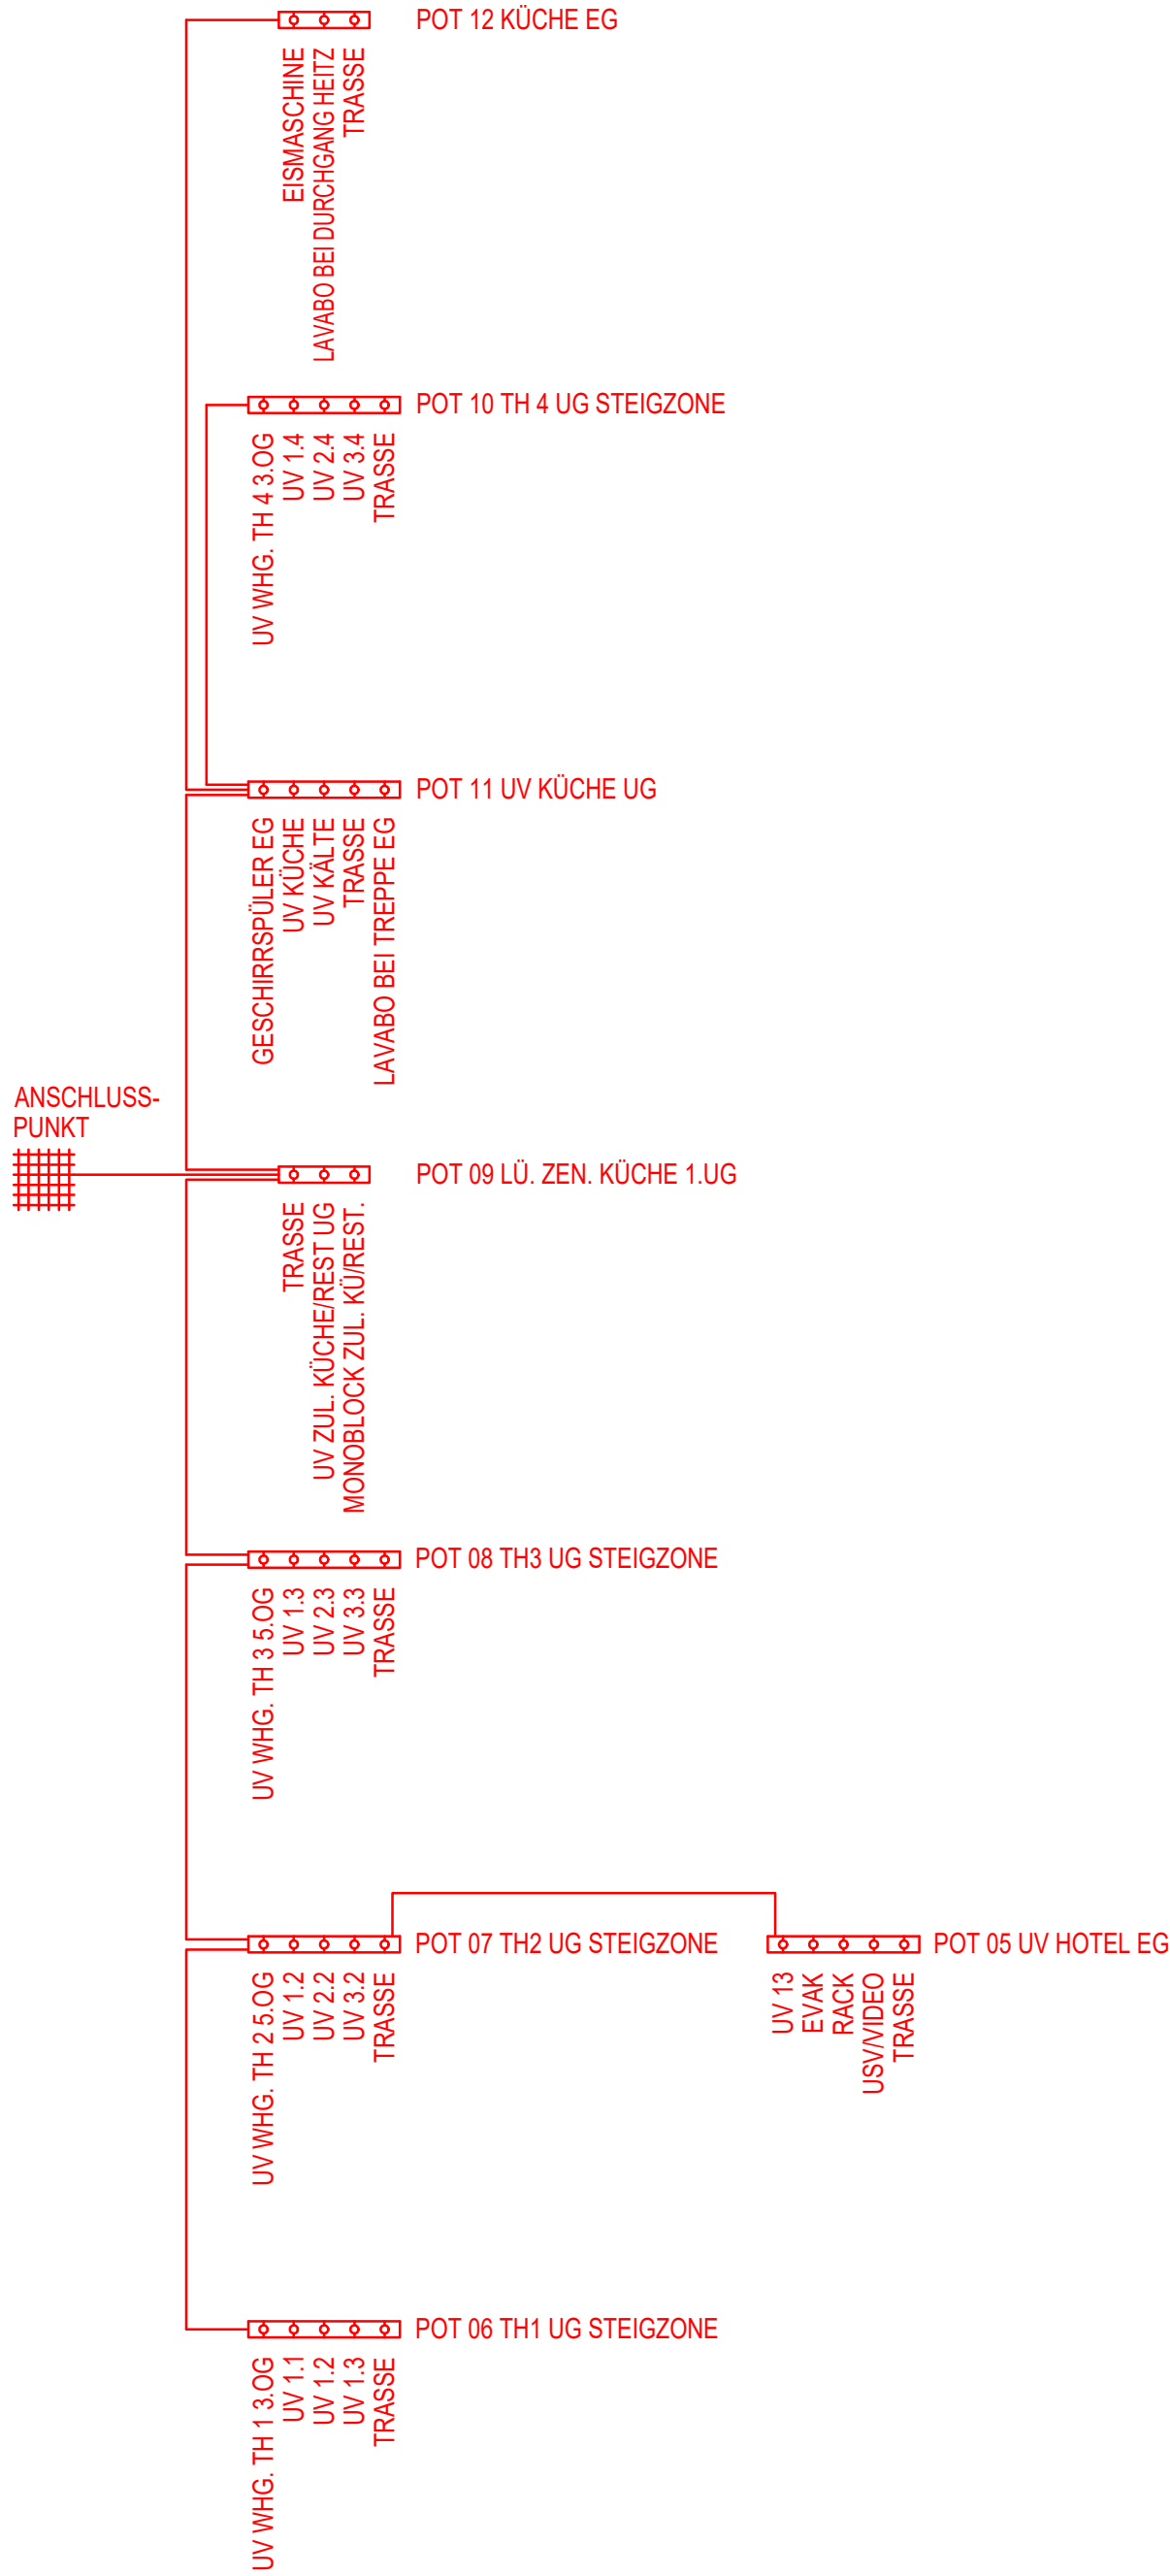 POT 12 KÜCHE EG
EISMASCHINE
LAVABO BEI DURCHGANG HEITZ
TRASSE
POT 10 TH 4 UG STEIGZONE
UV WHG. TH 4 3.OG
UV 1.4
UV 2.4
UV 3.4
TRASSE
POT 11 UV KÜCHE UG
GESCHIRRSPÜLER EG
UV KÜCHE
UV KÄLTE
TRASSE
LAVABO BEI TREPPE EG
ANSCHLUSS-
PUNKT
POT 09 LÜ. ZEN. KÜCHE 1.UG
TRASSE
UV ZUL. KÜCHE/REST UG
MONOBLOCK ZUL. KÜ/REST.
POT 08 TH3 UG STEIGZONE
UV WHG. TH 3 5.OG
UV 1.3
UV 2.3
UV 3.3
TRASSE
POT 07 TH2 UG STEIGZONE
UV WHG. TH 2 5.OG
UV 1.2
UV 2.2
UV 3.2
TRASSE
POT 05 UV HOTEL EG
UV 13
EVAK
RACK
USV/VIDEO
TRASSE
POT 06 TH1 UG STEIGZONE
UV WHG. TH 1 3.OG
UV 1.1
UV 1.2
UV 1.3
TRASSE